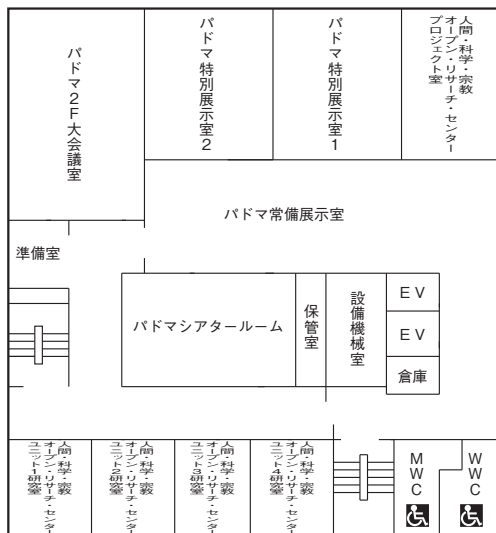 パドマ2F大会議室
パドマ特別展示室2
パドマ特別展示室1
人間・科学・宗教
オープン・リサーチ・センター
プロジェクト室
パドマ常備展示室
準備室
パドマシアタールーム
保管室
設備機械室
EV
EV
倉庫
人間・科学・宗教
オープン・リサーチ・センター
ユニット1研究室
人間・科学・宗教
オープン・リサーチ・センター
ユニット2研究室
人間・科学・宗教
オープン・リサーチ・センター
ユニット3研究室
人間・科学・宗教
オープン・リサーチ・センター
ユニット4研究室
MWC
WWC